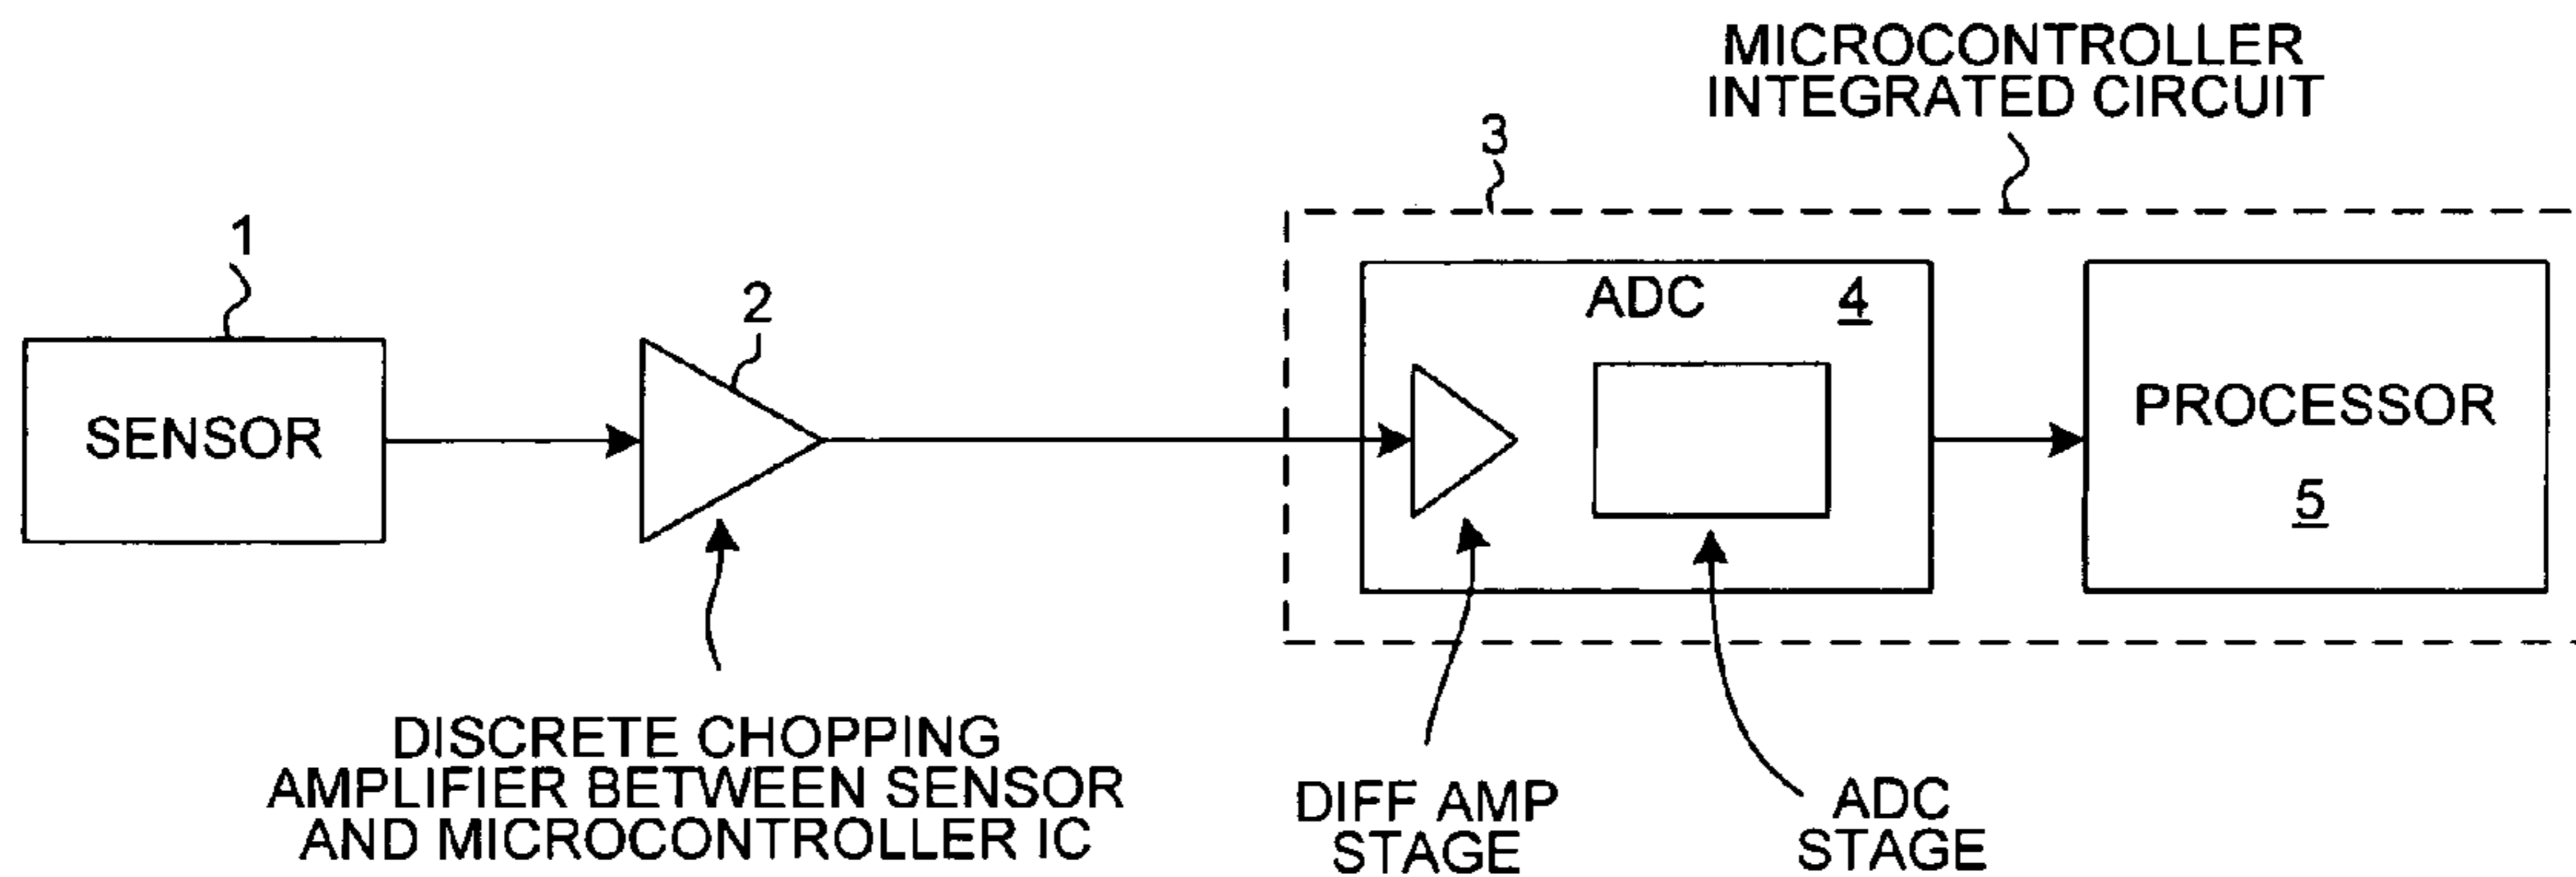 MICROCONTROLLER
INTEGRATED CIRCUIT
3
1
2
ADC 4
SENSOR
PROCESSOR
5
DISCRETE CHOPPING
AMPLIFIER BETWEEN SENSOR
AND MICROCONTROLLER IC
DIFF AMP
STAGE
ADC
STAGE